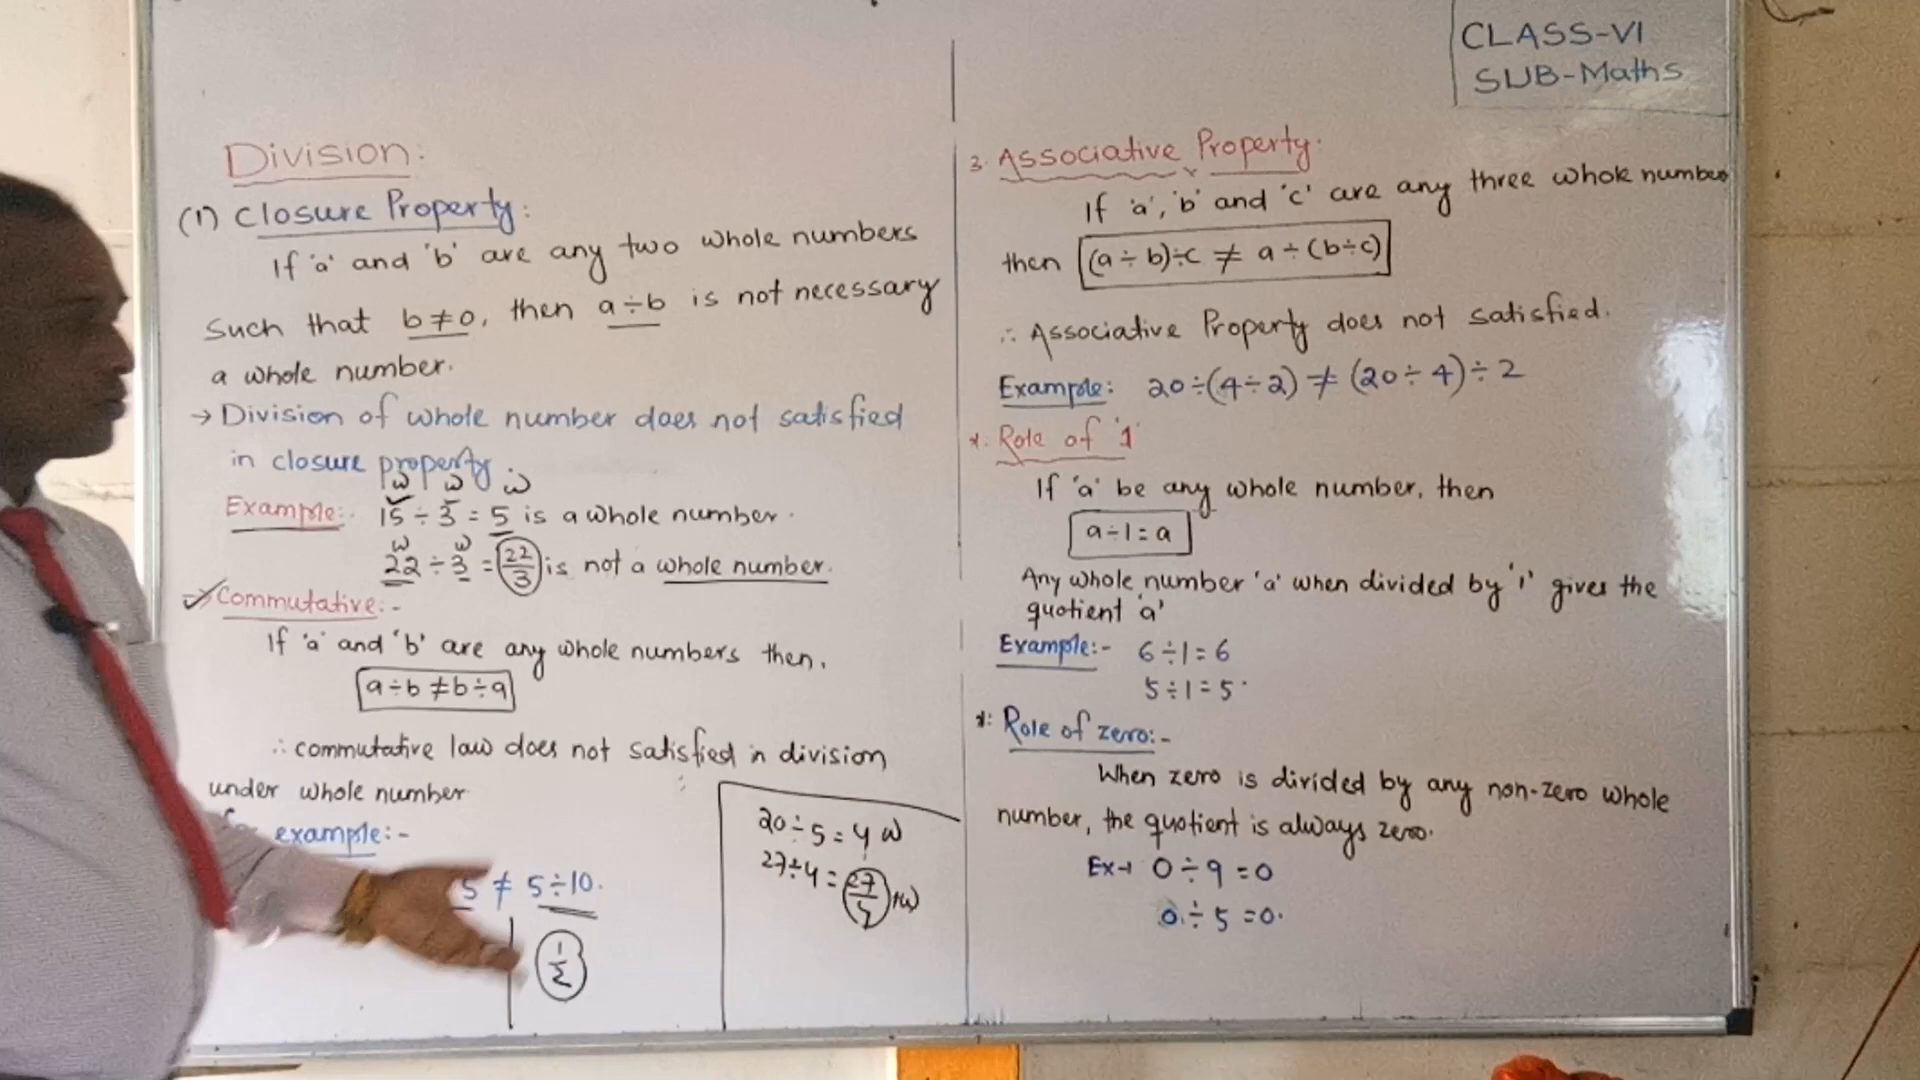 CLASS-VI
SUB-Maths
Division:
(1) Closure Property:
If 'a' and 'b' are any two whole numbers
Such that b≠0, then a÷b is not necessary
a whole number.
→ Division of whole number does not satisfied
in closure property.
w w w
Example:- 15 ÷ 3 = 5 is a whole number.
w w
22 ÷ 3 = 22/3 is not a whole number.
Commutative:-
If 'a' and 'b' are any whole numbers then,
a÷b ≠ b÷a
∴ commutative law does not satisfied in division
under whole number
example:-
5 ≠ 5÷10.
1/2
20÷5 = 4 W
27÷4 =
3. Associative Property:
If 'a', 'b' and 'c' are any three whole number
then (a÷b)÷c ≠ a÷(b÷c)
∴ Associative Property does not satisfied.
Example: 20÷(4÷2) ≠ (20÷4)÷2
*. Role of '1'
If 'a' be any whole number, then
a÷1=a
Any whole number 'a' when divided by '1' gives the
quotient 'a'
Example:- 6÷1=6
5÷1=5.
*: Role of zero:-
When zero is divided by any non-zero whole
number, the quotient is always zero.
Ex→ 0÷9=0
0÷5=0.